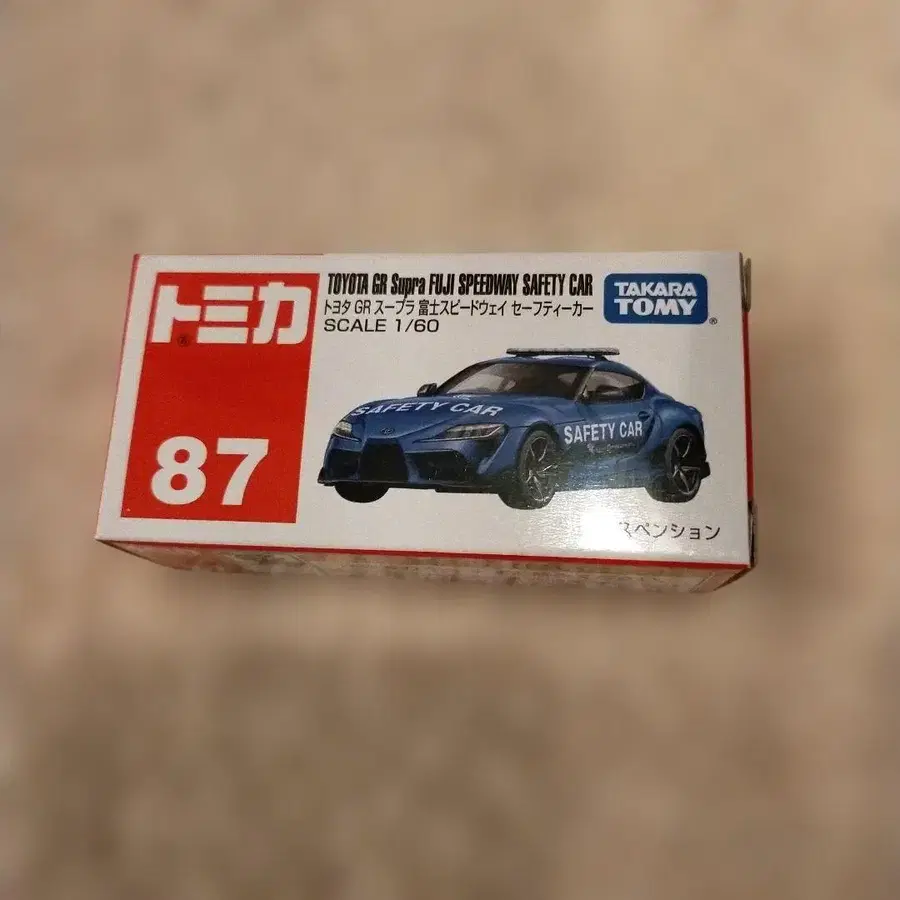 トミカ
87
TOYOTA GR Supra FUJI SPEEDWAY SAFETY CAR
トヨタ GR スープラ 富士スピードウェイ セーフティーカー
SCALE 1/60
TAKARA
TOMY
SAFETY CAR
SAFETY CAR
スペンション